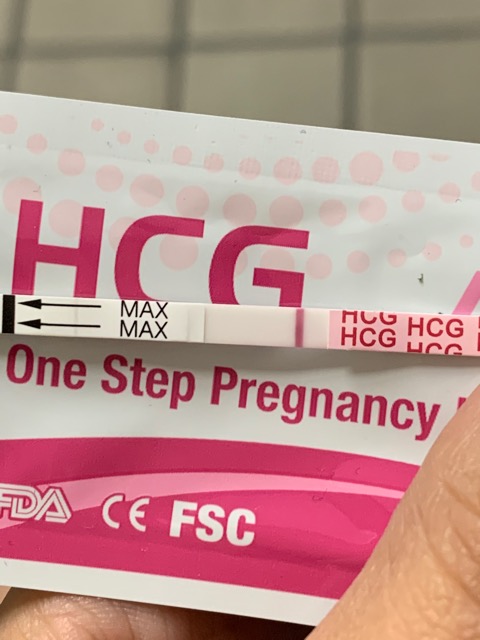 HCG
MAX
MAX
HCG HCG
HCG HCG
One Step Pregnancy
FDA CE FSC